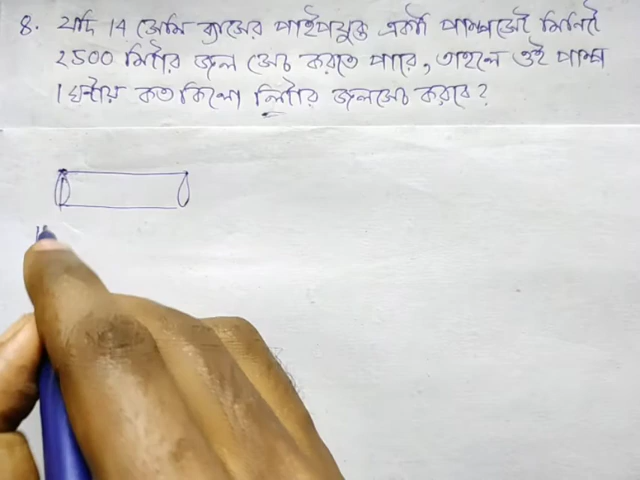 8. যদি 14 সেমি ব্যাসের পাইপযুক্ত একটি পাম্পসেট মিনিটে
2500 মিটার জল সেচ করতে পারে, তাহলে ওই পাম্প
1 ঘন্টায় কত কিলো লিটার জলসেচ করবে?